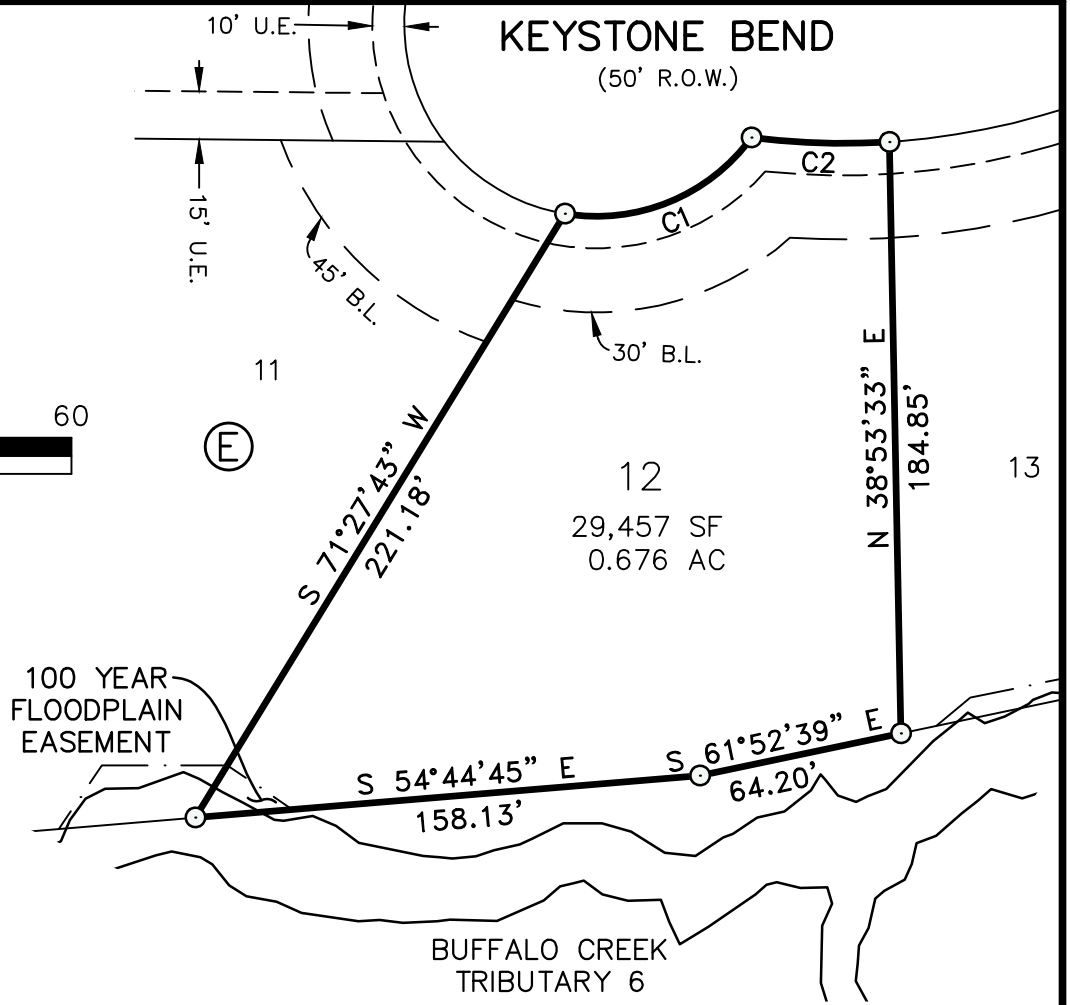 10' U.E.
KEYSTONE BEND
(50' R.O.W.)
15' U.E.
C2
C1
45' B.L.
30' B.L.
11
60
E
S 71°27'43" W
221.18'
N 38°53'33" E
184.85'
12
29,457 SF
0.676 AC
13
100 YEAR
FLOODPLAIN
EASEMENT
S 54°44'45" E
158.13'
S 61°52'39" E
64.20'
BUFFALO CREEK
TRIBUTARY 6